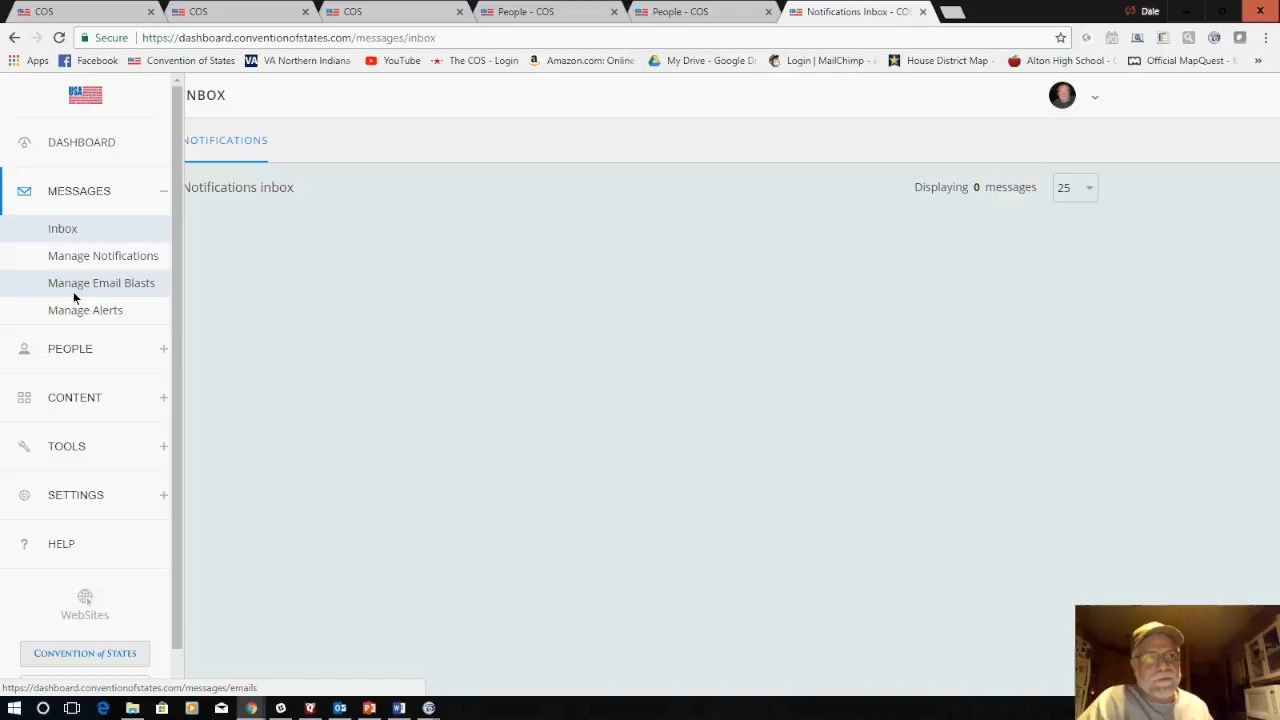 COS
COS
COS
People - COS
People - COS
Notifications Inbox - COS
Dale
Secure
https://dashboard.conventionofstates.com/messages/inbox
Apps
Facebook
Convention of States
VA Northern Indiana
YouTube
The COS - Login
Amazon.com: Online
My Drive - Google Dr
Login | MailChimp - e
House District Map -
Alton High School - C
Official MapQuest -
»
USA
NBOX
DASHBOARD
NOTIFICATIONS
MESSAGES
Notifications inbox
Displaying 0 messages
25
Inbox
Manage Notifications
Manage Email Blasts
Manage Alerts
PEOPLE
CONTENT
TOOLS
SETTINGS
HELP
WebSites
CONVENTION of STATES
https://dashboard.conventionofstates.com/messages/emails